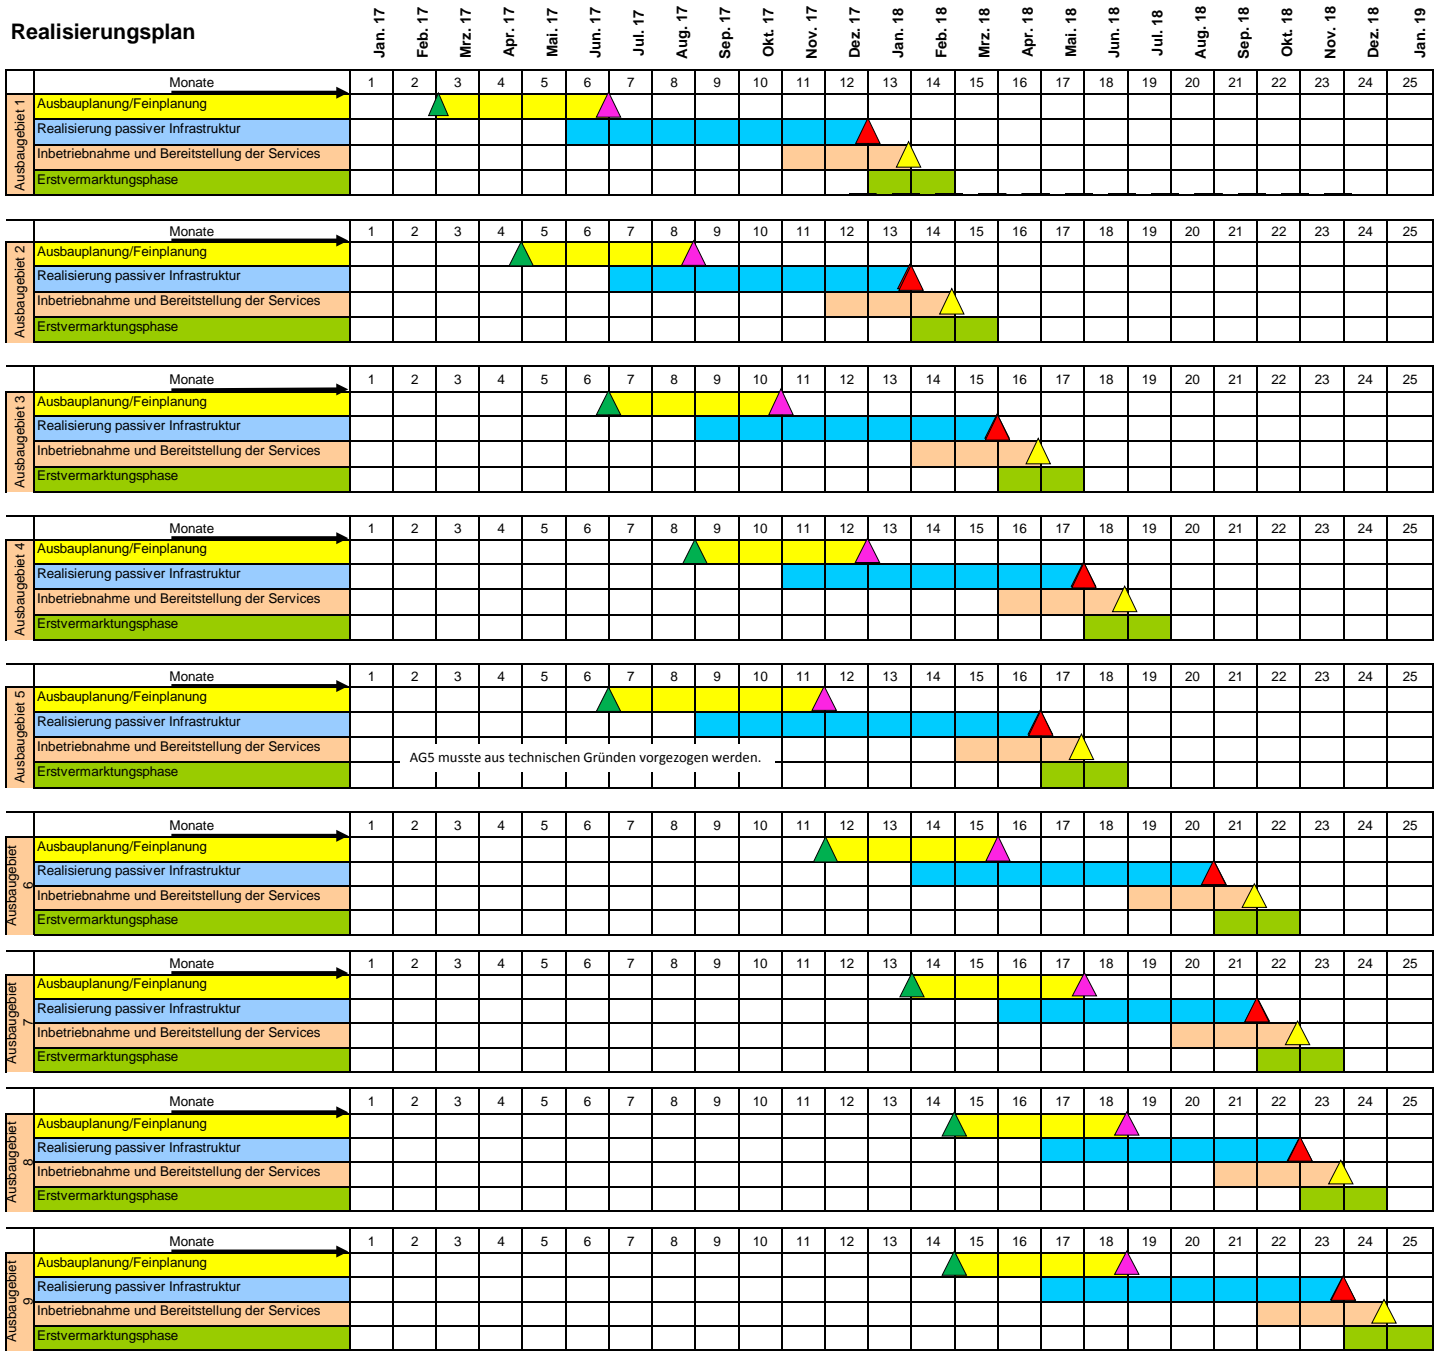 Realisierungsplan
Jan. 17 Feb. 17 Mrz. 17 Apr. 17 Mai. 17 Jun. 17 Jul. 17 Aug. 17 Sep. 17 Okt. 17 Nov. 17 Dez. 17 Jan. 18 Feb. 18 Mrz. 18 Apr. 18 Mai. 18 Jun. 18 Jul. 18 Aug. 18 Sep. 18 Okt. 18 Nov. 18 Dez. 18 Jan. 19
Ausbaugebiet 1
Monate 1 2 3 4 5 6 7 8 9 10 11 12 13 14 15 16 17 18 19 20 21 22 23 24 25
Ausbauplanung/Feinplanung
Realisierung passiver Infrastruktur
Inbetriebnahme und Bereitstellung der Services
Erstvermarktungsphase
Ausbaugebiet 2
Monate 1 2 3 4 5 6 7 8 9 10 11 12 13 14 15 16 17 18 19 20 21 22 23 24 25
Ausbauplanung/Feinplanung
Realisierung passiver Infrastruktur
Inbetriebnahme und Bereitstellung der Services
Erstvermarktungsphase
Ausbaugebiet 3
Monate 1 2 3 4 5 6 7 8 9 10 11 12 13 14 15 16 17 18 19 20 21 22 23 24 25
Ausbauplanung/Feinplanung
Realisierung passiver Infrastruktur
Inbetriebnahme und Bereitstellung der Services
Erstvermarktungsphase
Ausbaugebiet 4
Monate 1 2 3 4 5 6 7 8 9 10 11 12 13 14 15 16 17 18 19 20 21 22 23 24 25
Ausbauplanung/Feinplanung
Realisierung passiver Infrastruktur
Inbetriebnahme und Bereitstellung der Services
Erstvermarktungsphase
Ausbaugebiet 5
Monate 1 2 3 4 5 6 7 8 9 10 11 12 13 14 15 16 17 18 19 20 21 22 23 24 25
Ausbauplanung/Feinplanung
Realisierung passiver Infrastruktur
Inbetriebnahme und Bereitstellung der Services
AG5 musste aus technischen Gründen vorgezogen werden.
Erstvermarktungsphase
Ausbaugebiet
6
Monate 1 2 3 4 5 6 7 8 9 10 11 12 13 14 15 16 17 18 19 20 21 22 23 24 25
Ausbauplanung/Feinplanung
Realisierung passiver Infrastruktur
Inbetriebnahme und Bereitstellung der Services
Erstvermarktungsphase
Ausbaugebiet
7
Monate 1 2 3 4 5 6 7 8 9 10 11 12 13 14 15 16 17 18 19 20 21 22 23 24 25
Ausbauplanung/Feinplanung
Realisierung passiver Infrastruktur
Inbetriebnahme und Bereitstellung der Services
Erstvermarktungsphase
Ausbaugebiet
8
Monate 1 2 3 4 5 6 7 8 9 10 11 12 13 14 15 16 17 18 19 20 21 22 23 24 25
Ausbauplanung/Feinplanung
Realisierung passiver Infrastruktur
Inbetriebnahme und Bereitstellung der Services
Erstvermarktungsphase
Ausbaugebiet
9
Monate 1 2 3 4 5 6 7 8 9 10 11 12 13 14 15 16 17 18 19 20 21 22 23 24 25
Ausbauplanung/Feinplanung
Realisierung passiver Infrastruktur
Inbetriebnahme und Bereitstellung der Services
Erstvermarktungsphase